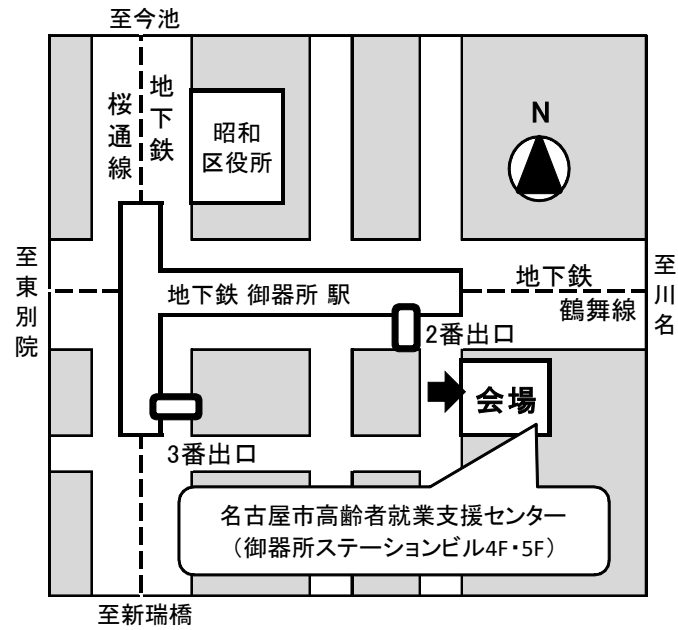 至今池
地下鉄
桜通線
昭和
区役所
N
至東別院
地下鉄 御器所 駅
地下鉄
鶴舞線
至川名
2番出口
会場
3番出口
名古屋市高齢者就業支援センター
（御器所ステーションビル4F・5F）
至新瑞橋